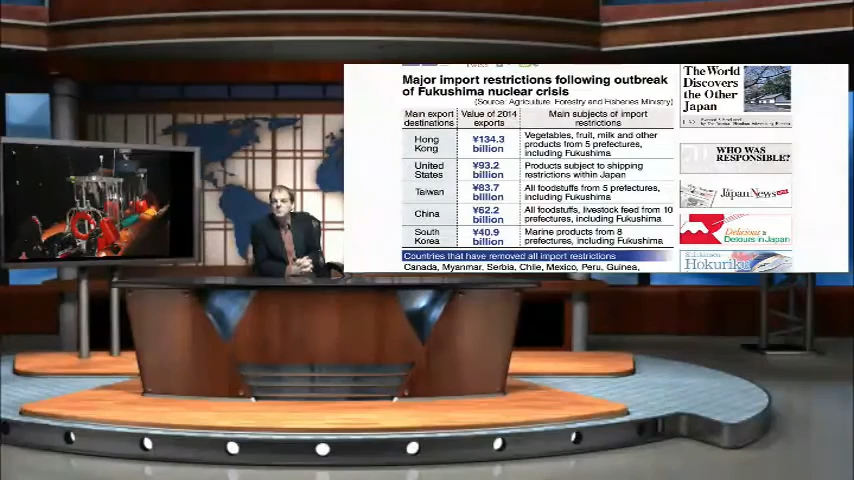 Major import restrictions following outbreak
of Fukushima nuclear crisis
(Source: Agriculture, Forestry and Fisheries Ministry)
Main export
destinations
Value of 2014
exports
Main subjects of import
restrictions
Hong
Kong
¥134.3
billion
Vegetables, fruit, milk and other
products from 5 prefectures,
including Fukushima
United
States
¥93.2
billion
Products subject to shipping
restrictions within Japan
Taiwan
¥83.7
billion
All foodstuffs from 5 prefectures,
including Fukushima
China
¥62.2
billion
All foodstuffs, livestock feed from 10
prefectures, including Fukushima
South
Korea
¥40.9
billion
Marine products from 8
prefectures, including Fukushima
Countries that have removed all import restrictions
Canada, Myanmar, Serbia, Chile, Mexico, Peru, Guinea,
The World
Discovers
the Other
Japan
WHO WAS
RESPONSIBLE?
The Japan News
Delicious
Detours in Japan
Hokuriku